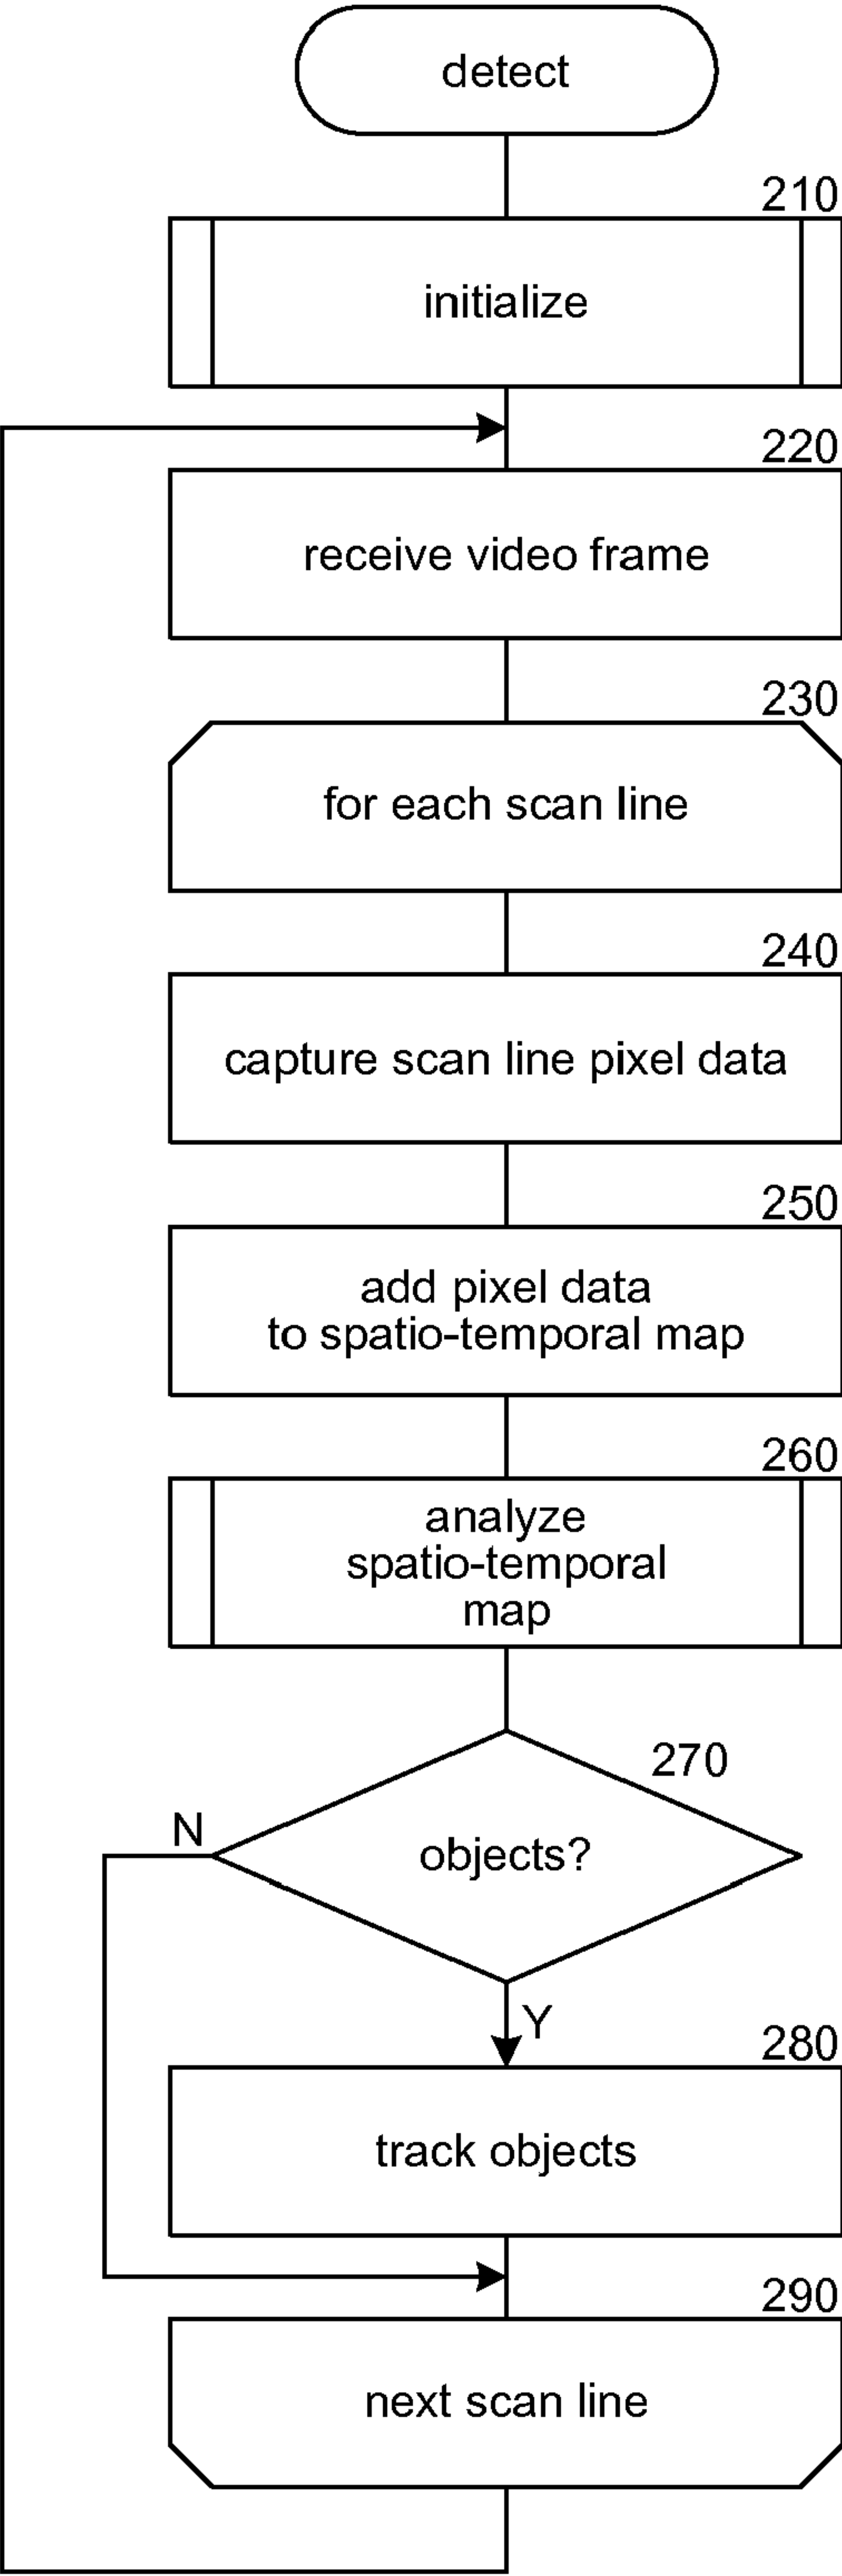 detect
210
initialize
220
receive video frame
230
for each scan line
240
capture scan line pixel data
250
add pixel data
to spatio-temporal map
260
analyze
spatio-temporal
map
270
objects?
N
Y
280
track objects
290
next scan line